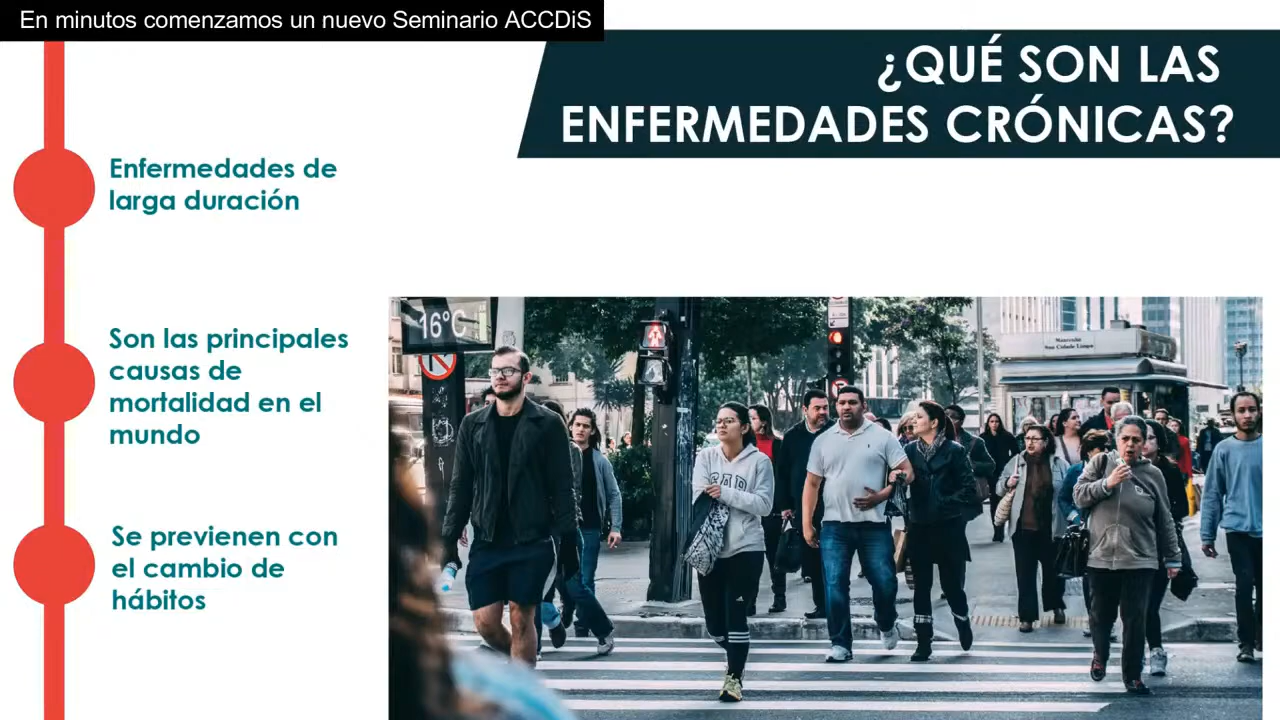 En minutos comenzamos un nuevo Seminario ACCDiS
¿QUÉ SON LAS
ENFERMEDADES CRÓNICAS?
Enfermedades de
larga duración
Son las principales
causas de
mortalidad en el
mundo
Se previenen con
el cambio de
hábitos
16°C
GAP